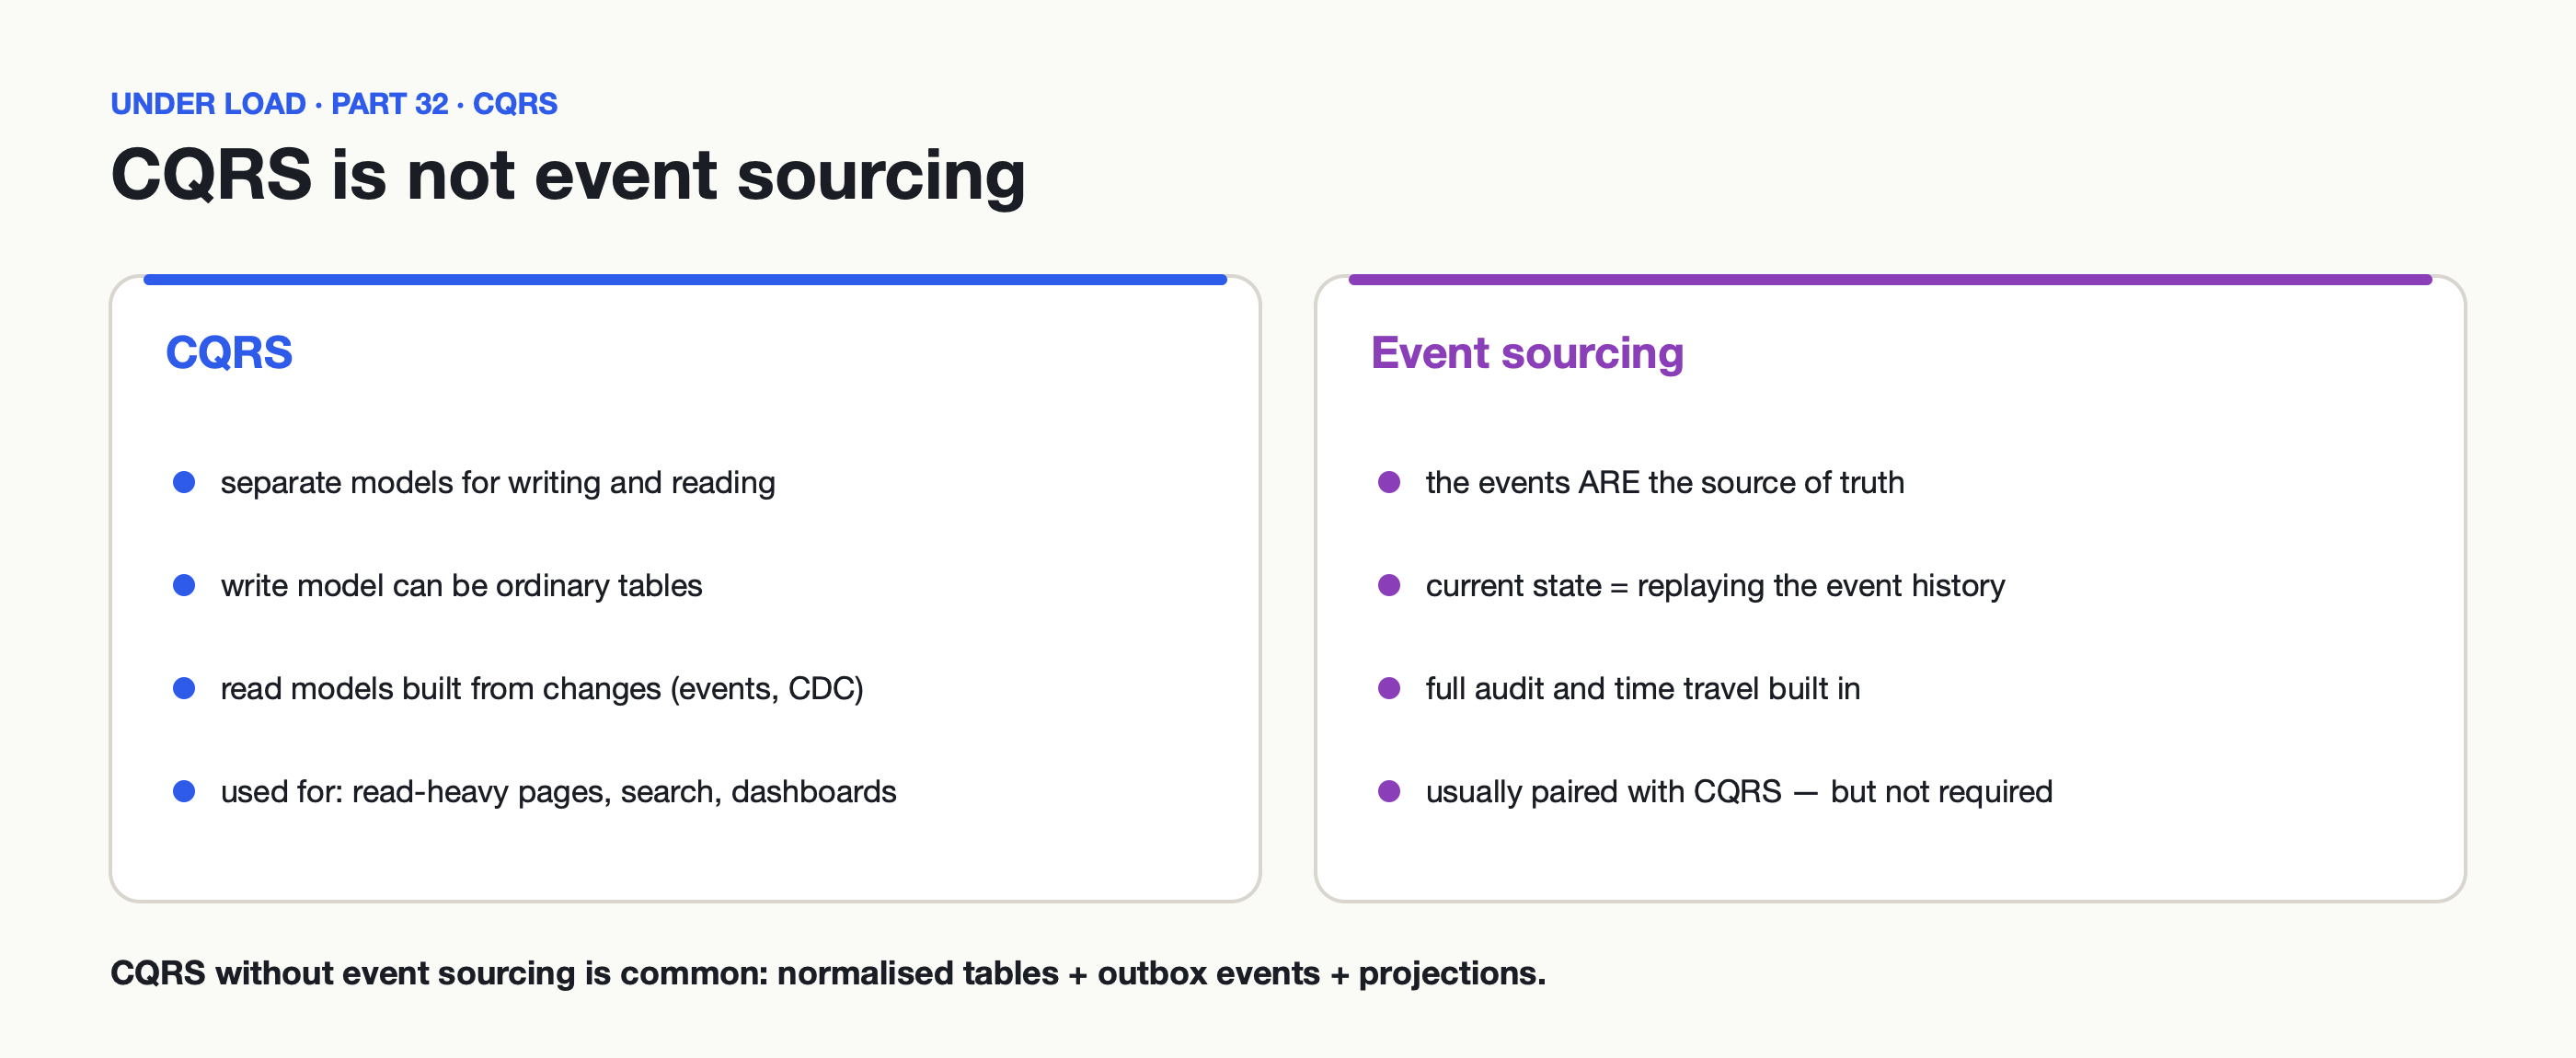 UNDER LOAD · PART 32 · CQRS
CQRS is not event sourcing
CQRS
separate models for writing and reading
write model can be ordinary tables
read models built from changes (events, CDC)
used for: read-heavy pages, search, dashboards
Event sourcing
the events ARE the source of truth
current state = replaying the event history
full audit and time travel built in
usually paired with CQRS — but not required
CQRS without event sourcing is common: normalised tables + outbox events + projections.